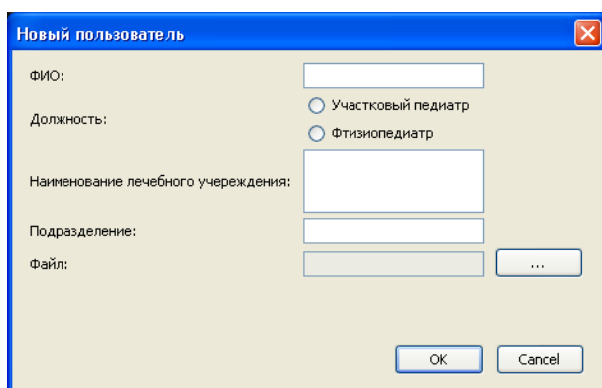 Новый пользователь
ФИО:
Участковый педиатр
Должность:
Фтизиопедиатр
Наименование лечебного учереждения:
Подразделение:
Файл:
...
OK
Cancel